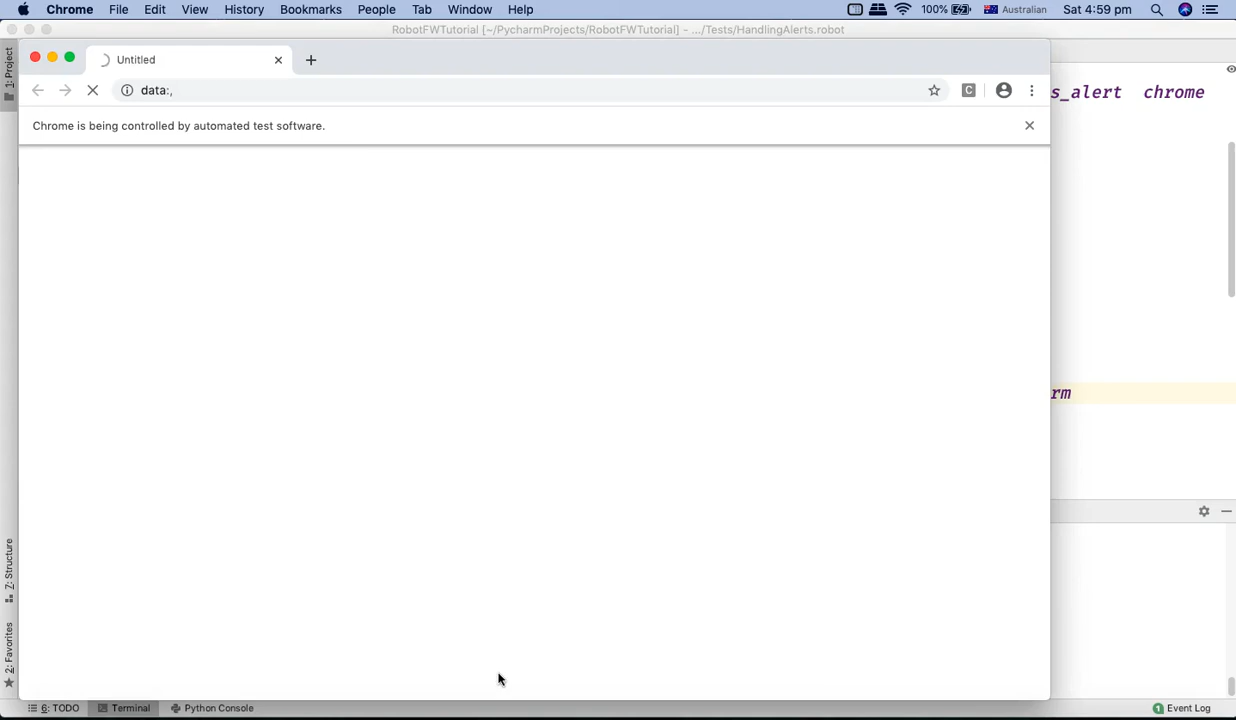 Chrome File Edit View History Bookmarks People Tab Window Help 100% Australian Sat 4:59 pm
RobotFWTutorial [~/PycharmProjects/RobotFWTutorial] - .../Tests/HandlingAlerts.robot
Untitled
data:,
C
Chrome is being controlled by automated test software.
s_alert chrome
rm
1: Project
7: Structure
2: Favorites
6: TODO Terminal Python Console 1 Event Log